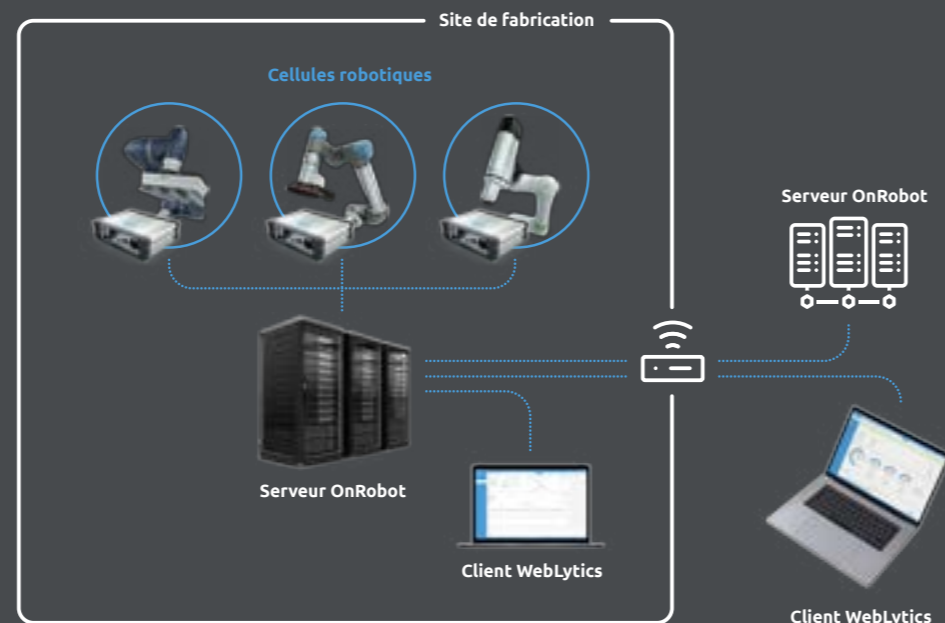 Site de fabrication
Cellules robotiques
Serveur OnRobot
Serveur OnRobot
Client WebLytics
Client WebLytics